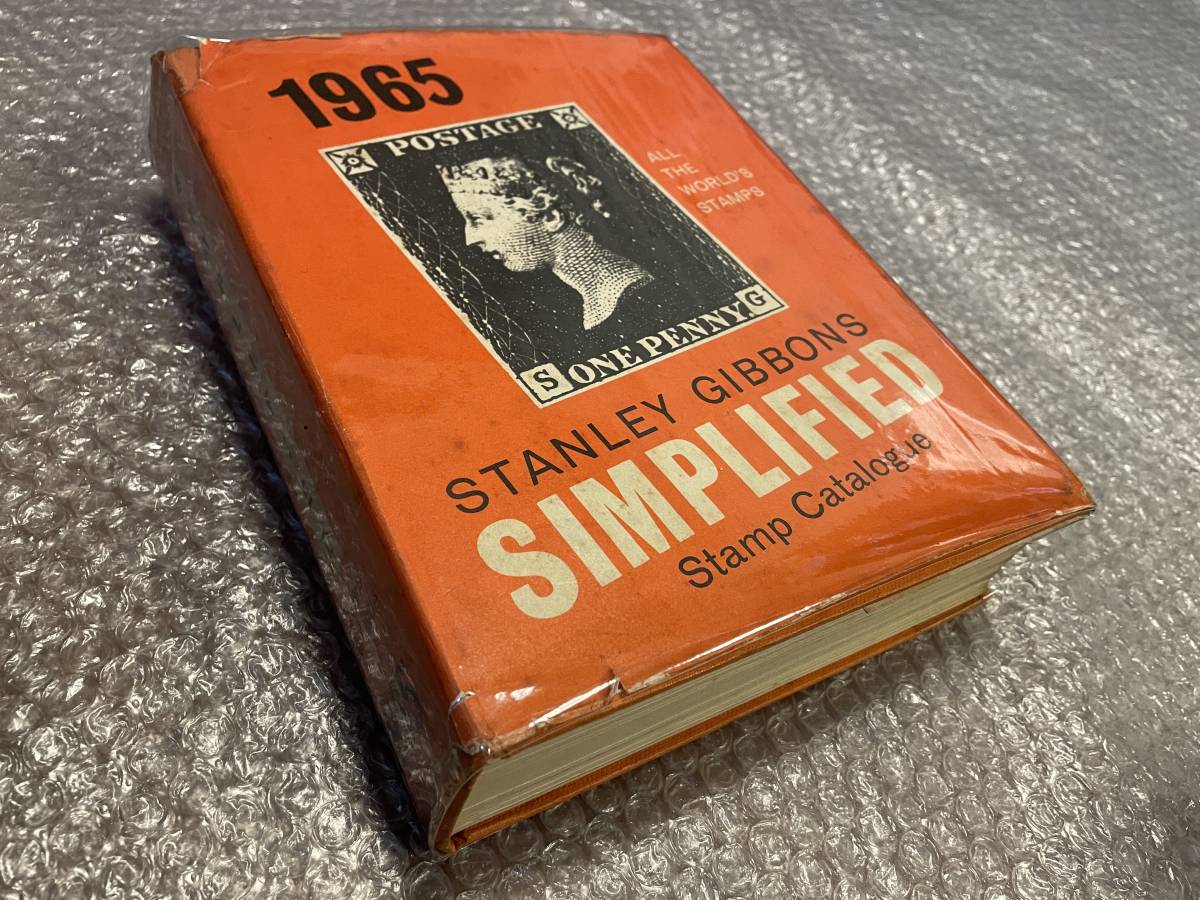 1965
POSTAGE
ALL
THE
WORLD'S
STAMPS
S ONE PENNY. G
STANLEY GIBBONS
SIMPLIFIED
Stamp Catalogue